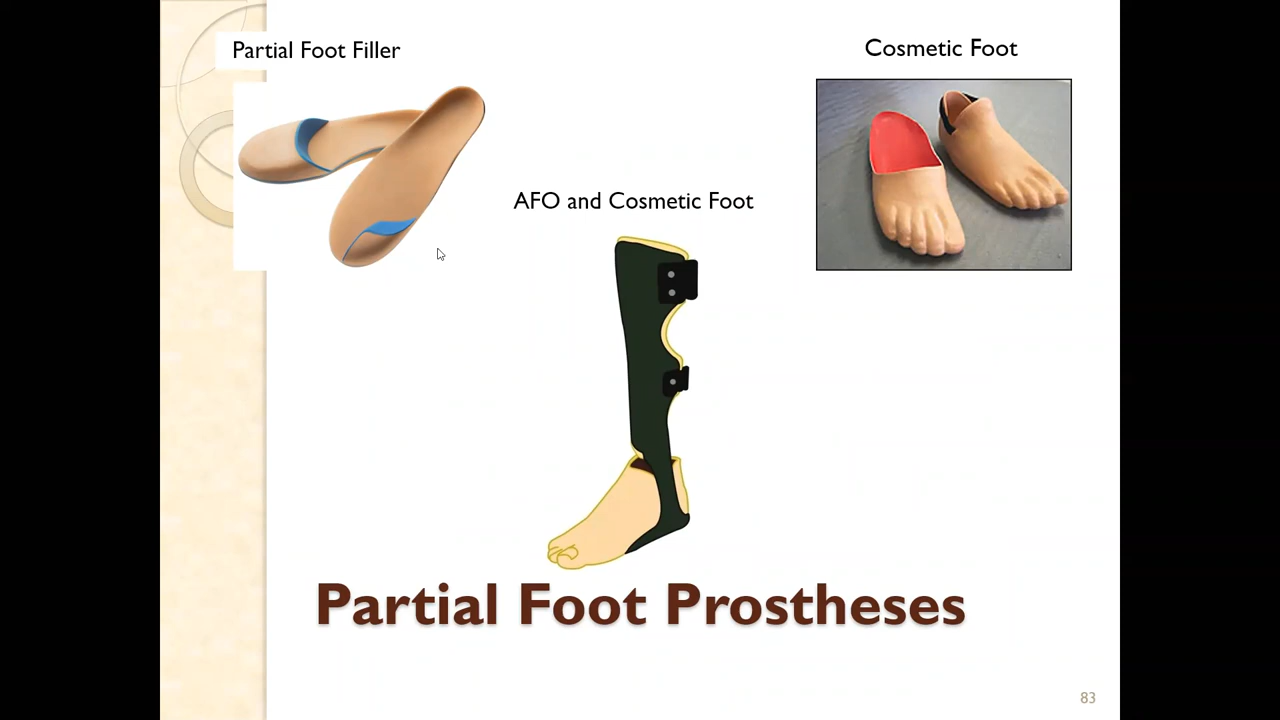 Partial Foot Filler
Cosmetic Foot
AFO and Cosmetic Foot
Partial Foot Prostheses
83